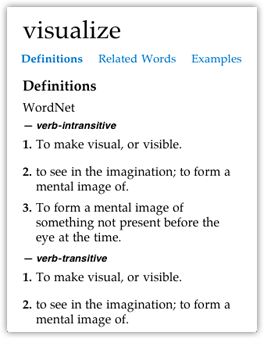 visualize
Definitions Related Words Examples
Definitions
WordNet
— verb-intransitive
1. To make visual, or visible.
2. to see in the imagination; to form a
mental image of.
3. To form a mental image of
something not present before the
eye at the time.
— verb-transitive
1. To make visual, or visible.
2. to see in the imagination; to form a
mental image of.